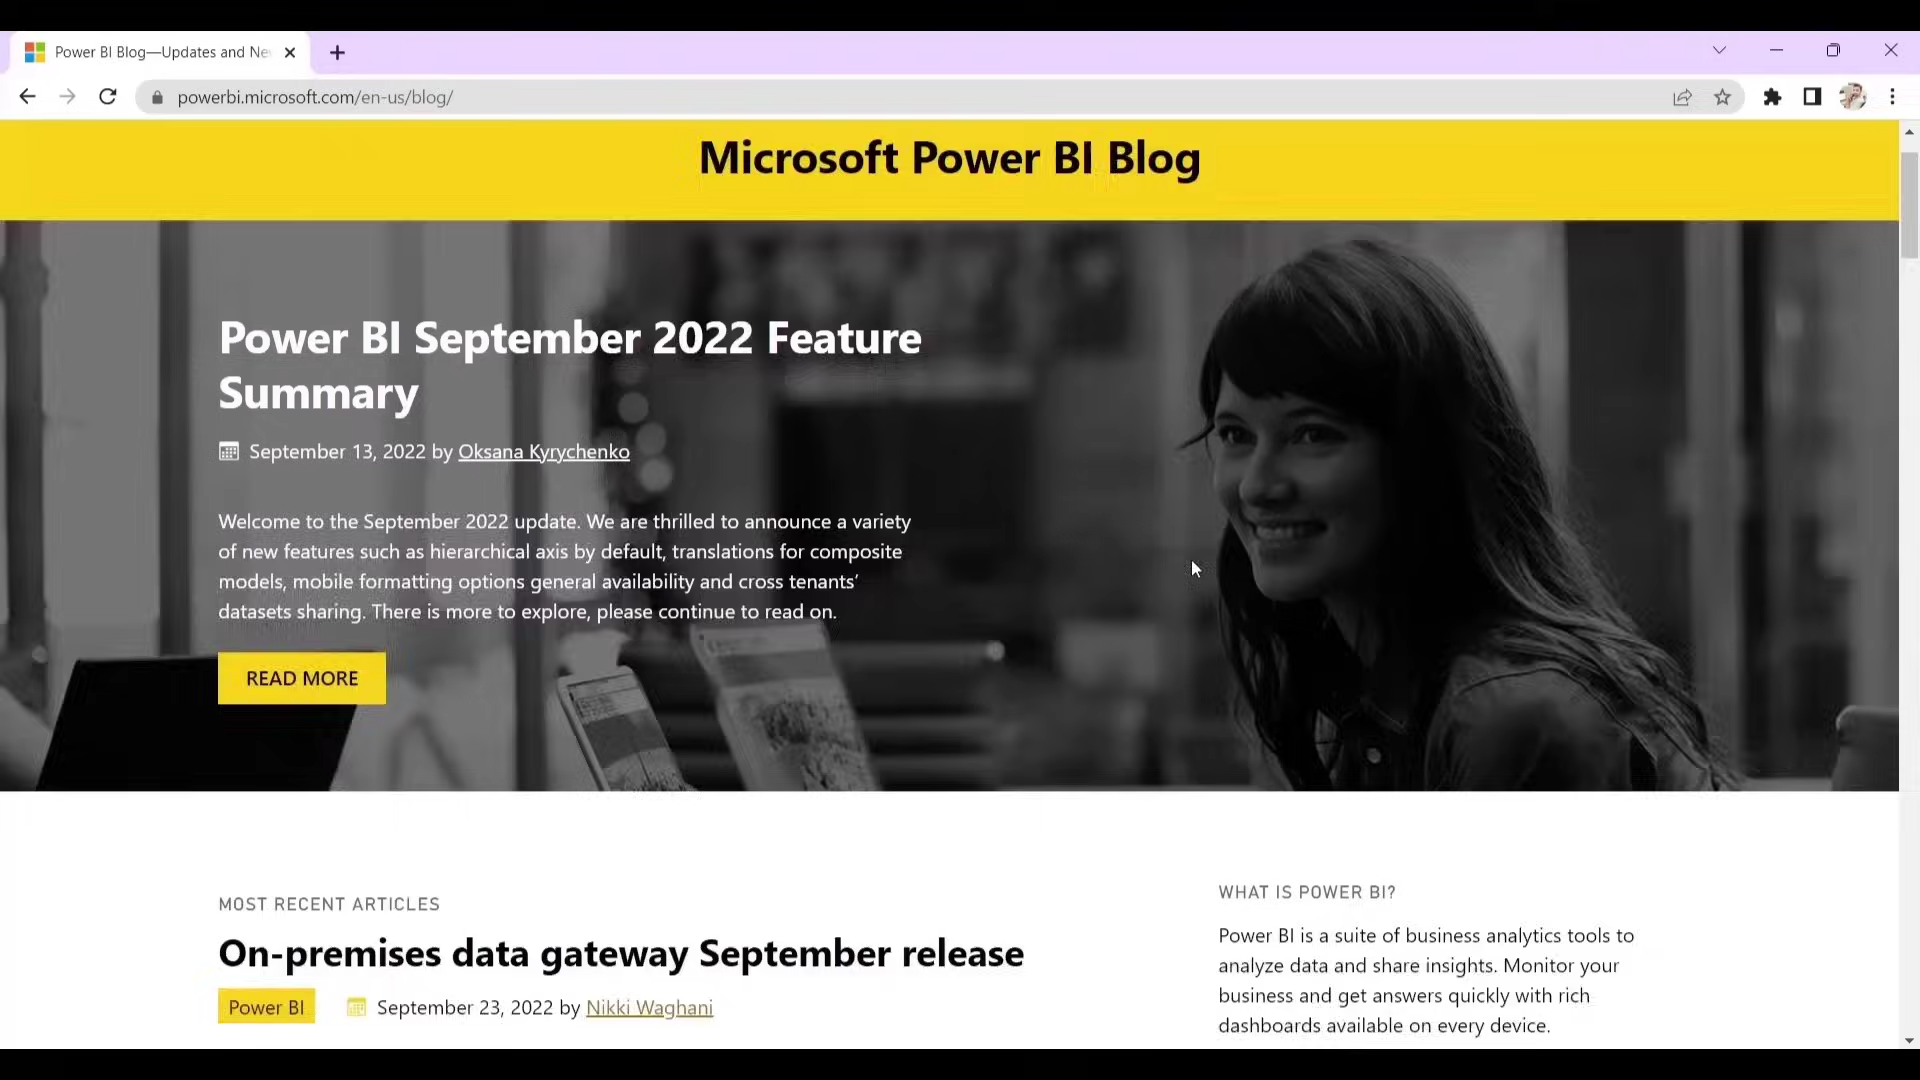 Power BI Blog—Updates and Ne
powerbi.microsoft.com/en-us/blog/
Microsoft Power BI Blog
Power BI September 2022 Feature
Summary
September 13, 2022 by Oksana Kyrychenko
Welcome to the September 2022 update. We are thrilled to announce a variety
of new features such as hierarchical axis by default, translations for composite
models, mobile formatting options general availability and cross tenants’
datasets sharing. There is more to explore, please continue to read on.
READ MORE
MOST RECENT ARTICLES
On-premises data gateway September release
Power BI September 23, 2022 by Nikki Waghani
WHAT IS POWER BI?
Power BI is a suite of business analytics tools to
analyze data and share insights. Monitor your
business and get answers quickly with rich
dashboards available on every device.